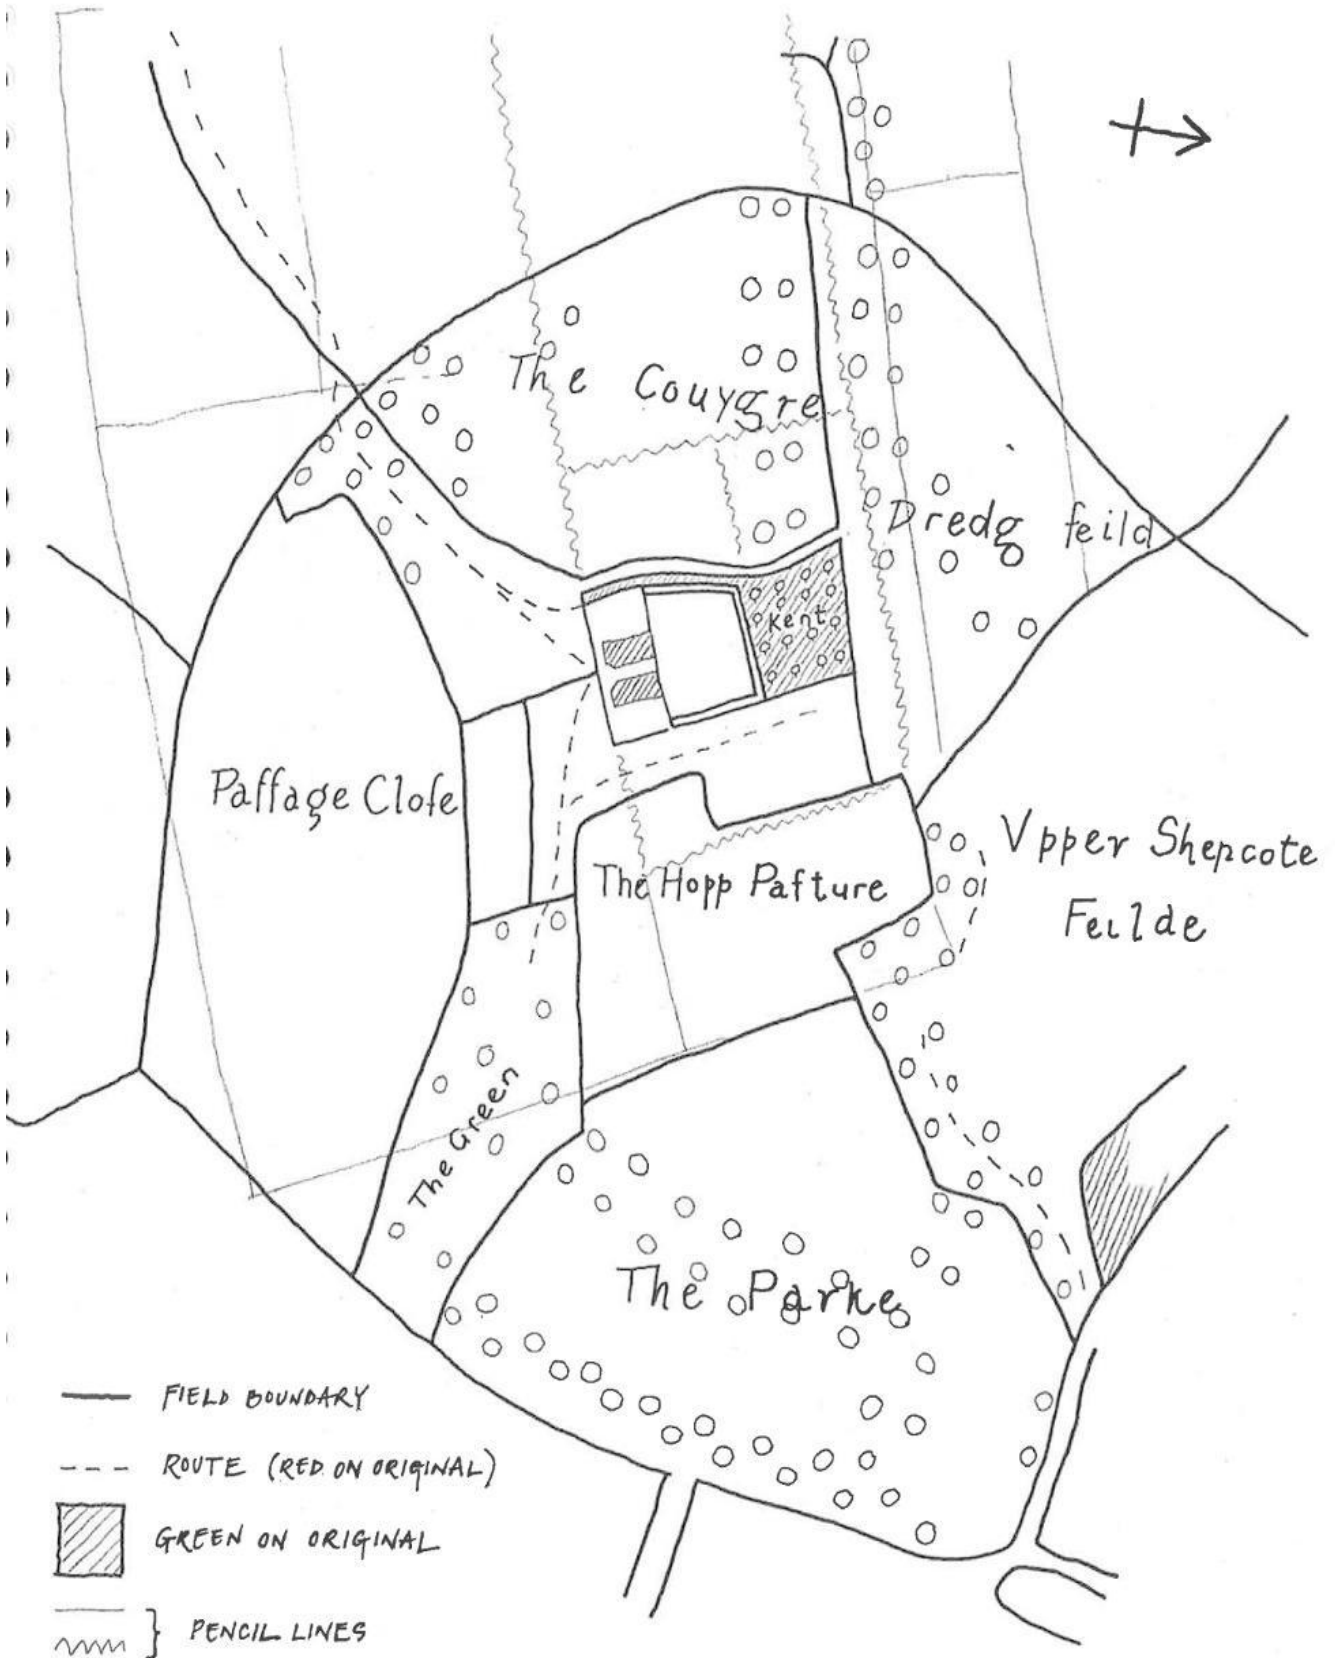 The Couygre
Dredg feild
Kent
Paffage Clofe
The Hopp Pafture
Vpper Shepcote
Feilde
The Green
The Parke
FIELD BOUNDARY
ROUTE (RED ON ORIGINAL)
GREEN ON ORIGINAL
PENCIL LINES